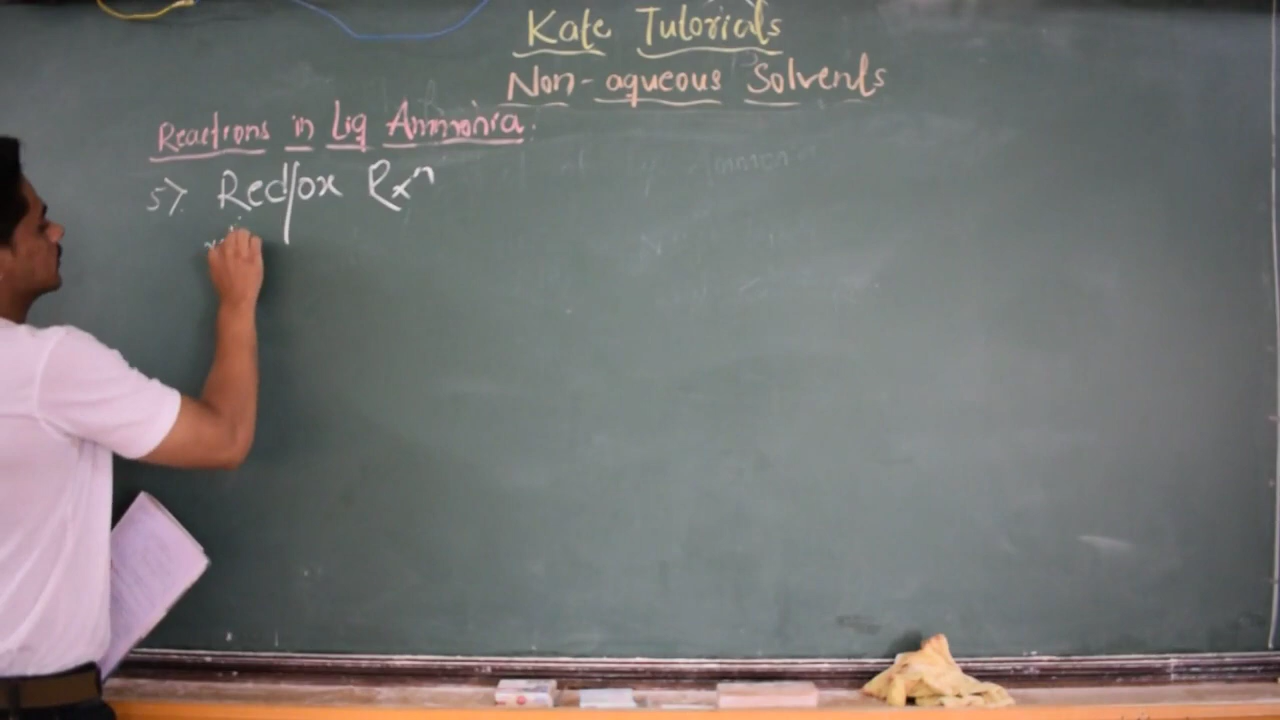 Kate Tutorials
Non-aqueous Solvents
Reactions in Liq Ammonia:
5> Red/ox Rxⁿ